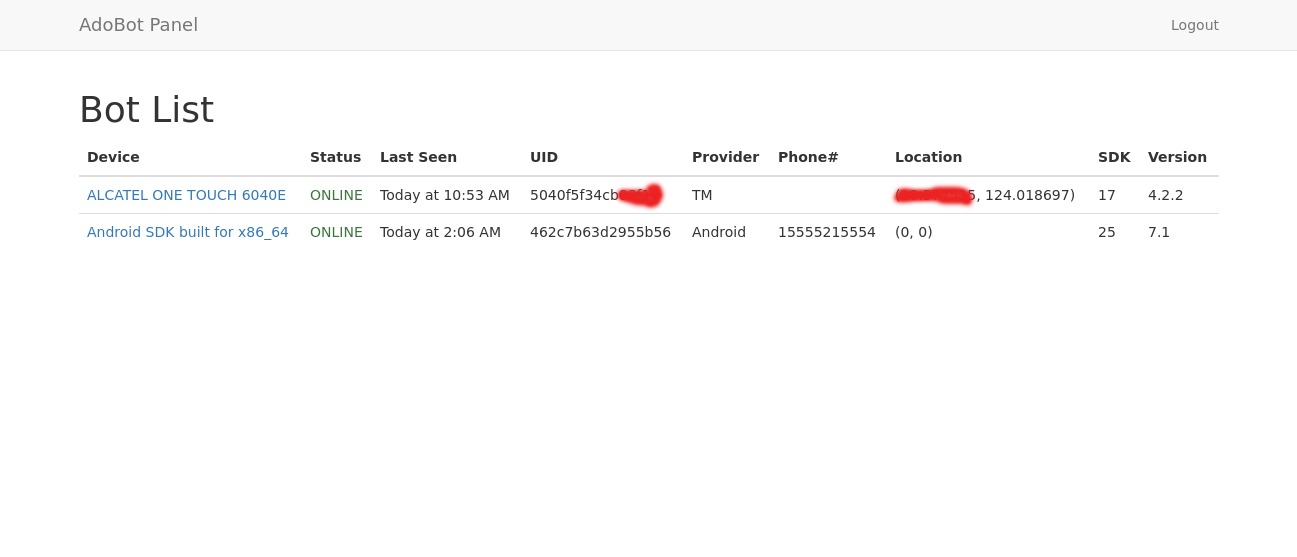 AdoBot Panel Logout
Bot List
Device Status Last Seen UID Provider Phone# Location SDK Version
ALCATEL ONE TOUCH 6040E ONLINE Today at 10:53 AM 5040f5f34cb TM 5, 124.018697) 17 4.2.2
Android SDK built for x86_64 ONLINE Today at 2:06 AM 462c7b63d2955b56 Android 15555215554 (0, 0) 25 7.1